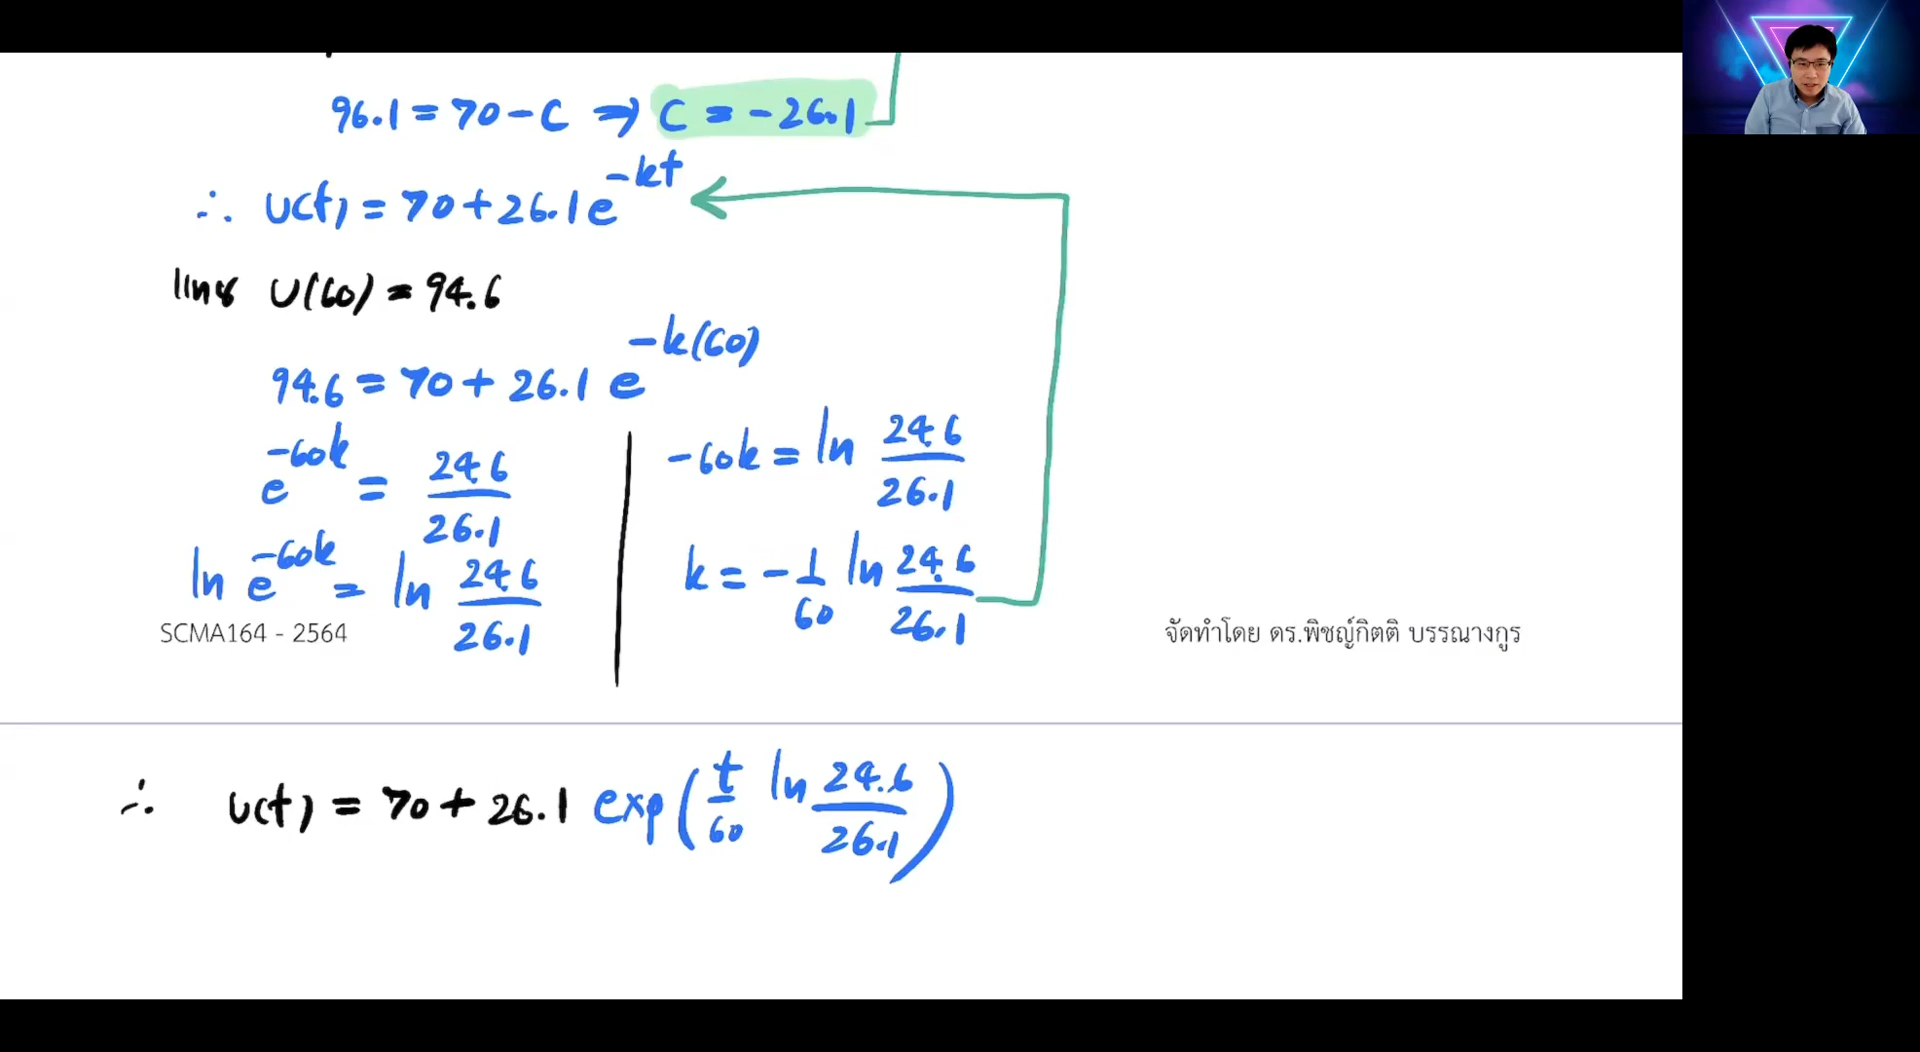 96.1 = 70 - C ⇒ C = -26.1
∴ u(t) = 70 + 26.1 e^{-kt}
แทน U(60) = 94.6
94.6 = 70 + 26.1 e^{-k(60)}
e^{-60k} = 24.6/26.1
ln e^{-60k} = ln 24.6/26.1
-60k = ln 24.6/26.1
k = -1/60 ln 24.6/26.1
SCMA164 - 2564
จัดทำโดย ดร.พิชญ์กิตติ บรรณางกูร
∴ u(t) = 70 + 26.1 exp(t/60 ln 24.6/26.1)